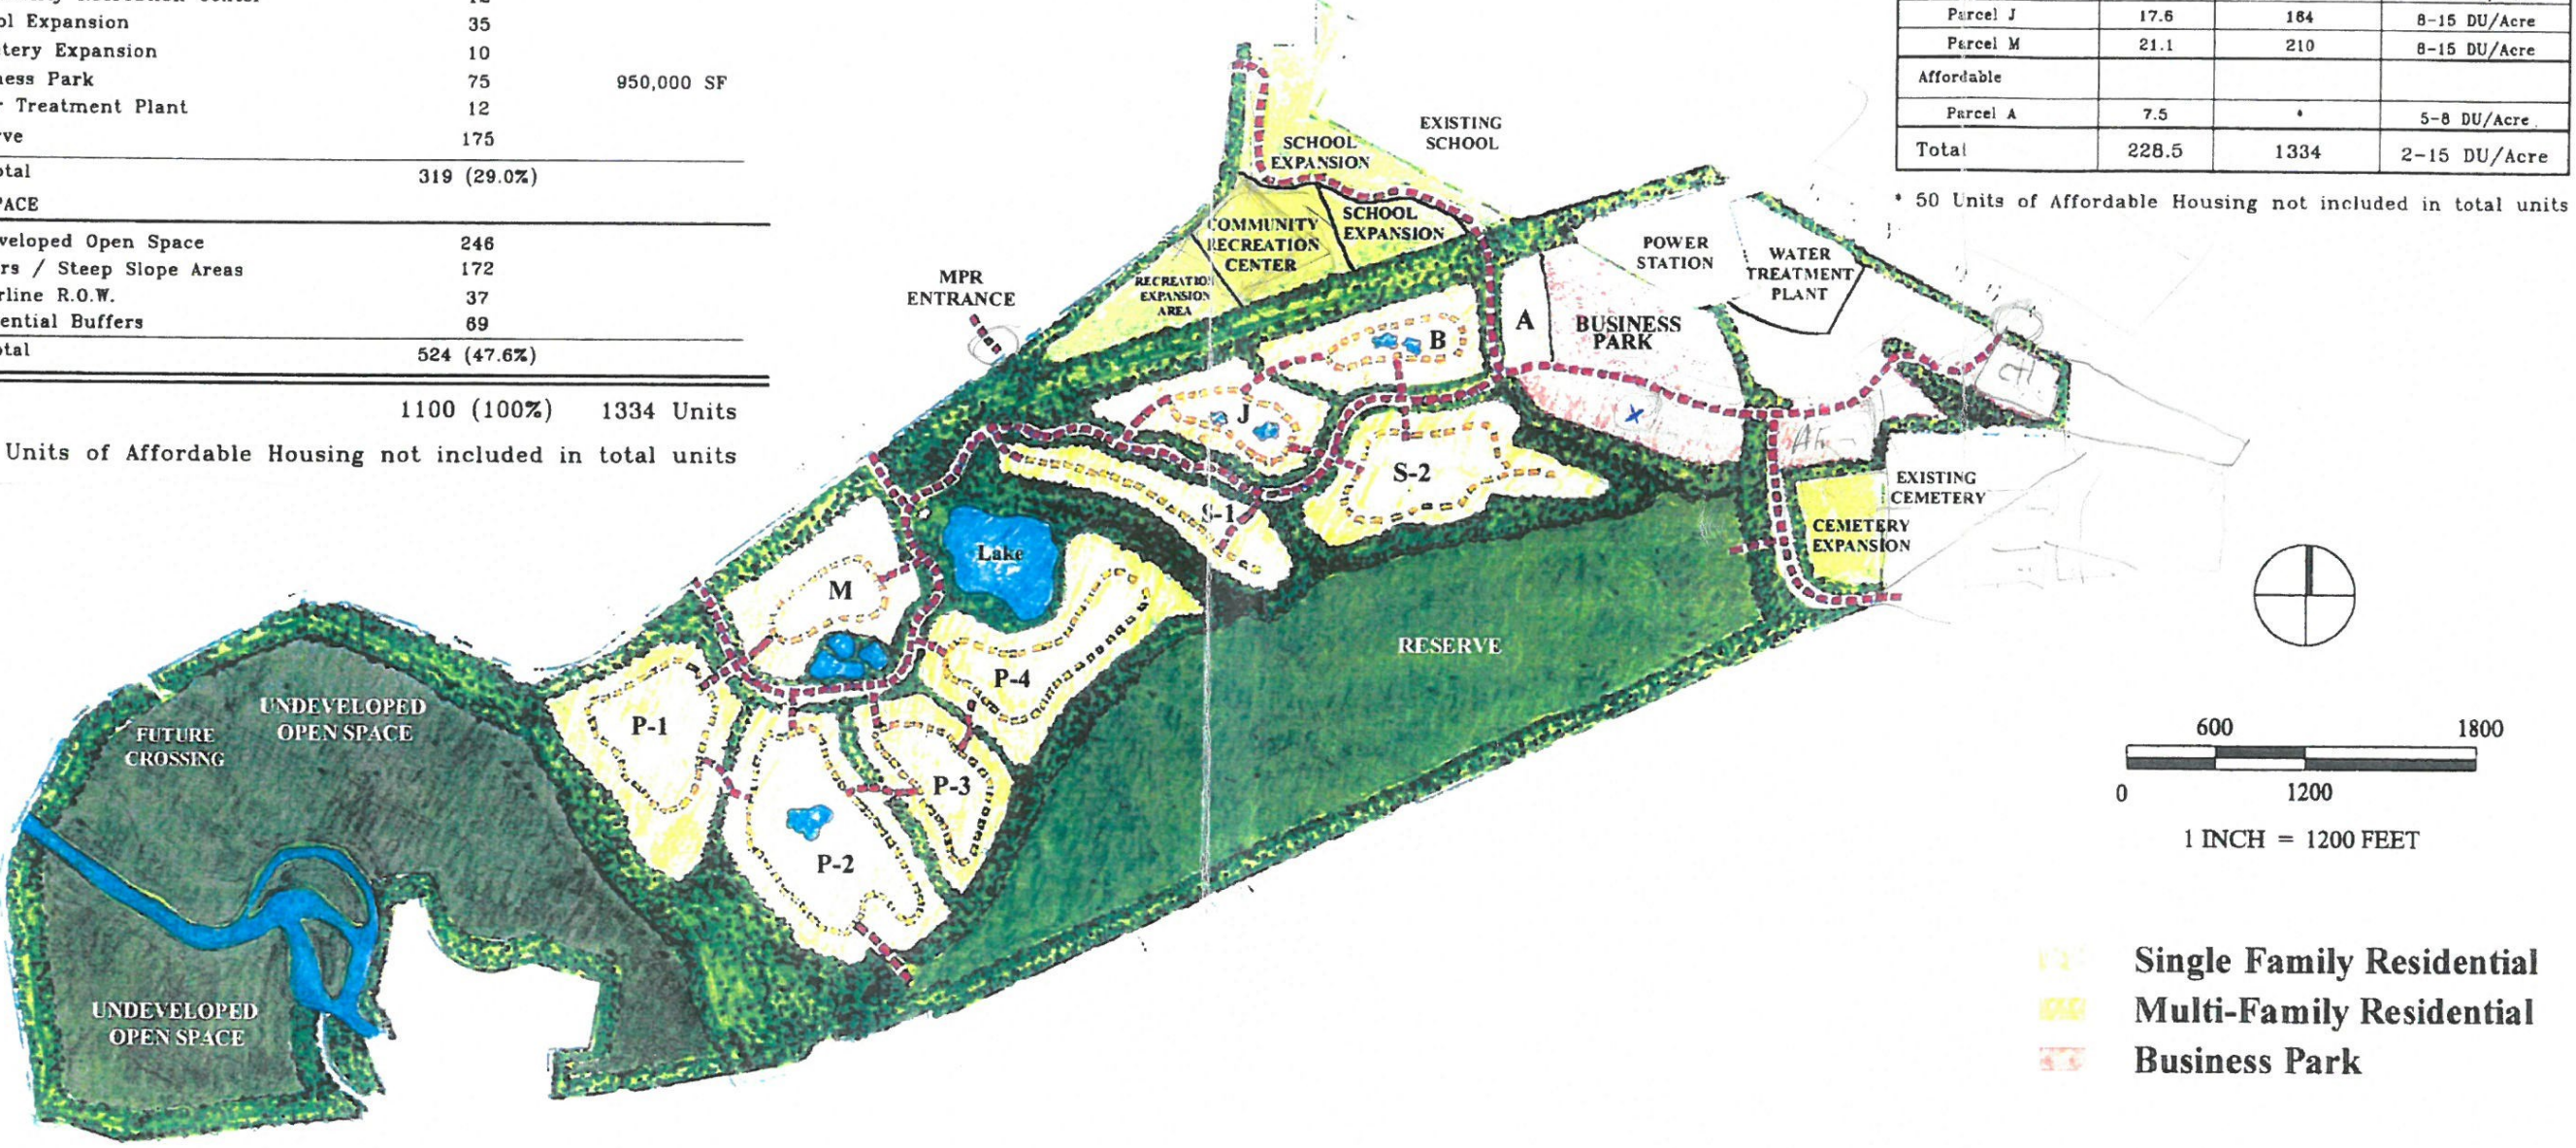 ol Expansion 35
tery Expansion 10
ness Park 75 950,000 SF
r Treatment Plant 12
rve 175
otal 319 (29.0%)
PACE
veloped Open Space 246
rs / Steep Slope Areas 172
rline R.O.W. 37
ential Buffers 69
otal 524 (47.6%)
1100 (100%) 1334 Units
Units of Affordable Housing not included in total units
Parcel J 17.6 164 8-15 DU/Acre
Parcel M 21.1 210 8-15 DU/Acre
Affordable
Parcel A 7.5 * 5-8 DU/Acre
Total 228.5 1334 2-15 DU/Acre
* 50 Units of Affordable Housing not included in total units
EXISTING
SCHOOL
SCHOOL
EXPANSION
SCHOOL
EXPANSION
COMMUNITY
RECREATION
CENTER
RECREATION
EXPANSION
AREA
MPR
ENTRANCE
POWER
STATION
WATER
TREATMENT
PLANT
A
BUSINESS
PARK
B
J
S-2
S-1
EXISTING
CEMETERY
CEMETERY
EXPANSION
Lake
M
RESERVE
P-4
P-1
P-3
P-2
UNDEVELOPED
OPEN SPACE
FUTURE
CROSSING
UNDEVELOPED
OPEN SPACE
600 1800
0 1200
1 INCH = 1200 FEET
Single Family Residential
Multi-Family Residential
Business Park